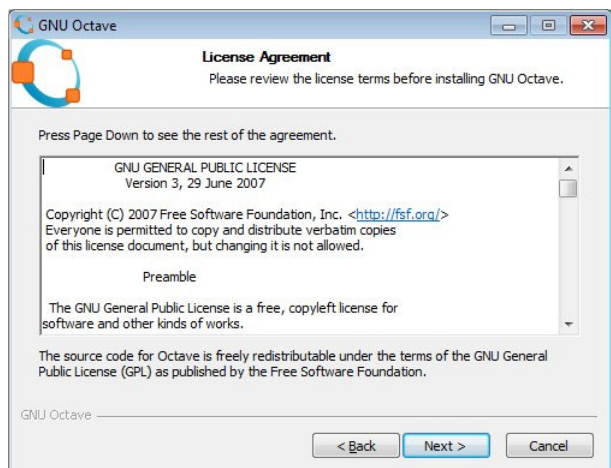 GNU Octave
License Agreement
Please review the license terms before installing GNU Octave.
Press Page Down to see the rest of the agreement.
GNU GENERAL PUBLIC LICENSE
Version 3, 29 June 2007
Copyright (C) 2007 Free Software Foundation, Inc. <http://fsf.org/>
Everyone is permitted to copy and distribute verbatim copies
of this license document, but changing it is not allowed.
Preamble
The GNU General Public License is a free, copyleft license for
software and other kinds of works.
The source code for Octave is freely redistributable under the terms of the GNU General
Public License (GPL) as published by the Free Software Foundation.
GNU Octave
< Back
Next >
Cancel